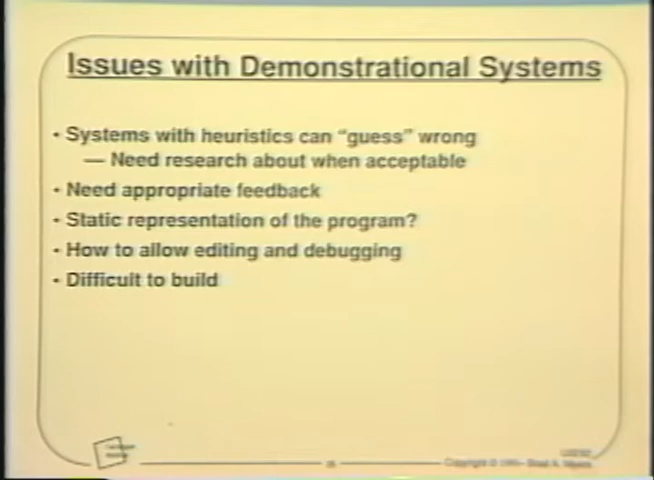 Issues with Demonstrational Systems
• Systems with heuristics can “guess” wrong
— Need research about when acceptable
• Need appropriate feedback
• Static representation of the program?
• How to allow editing and debugging
• Difficult to build
Copyright ©